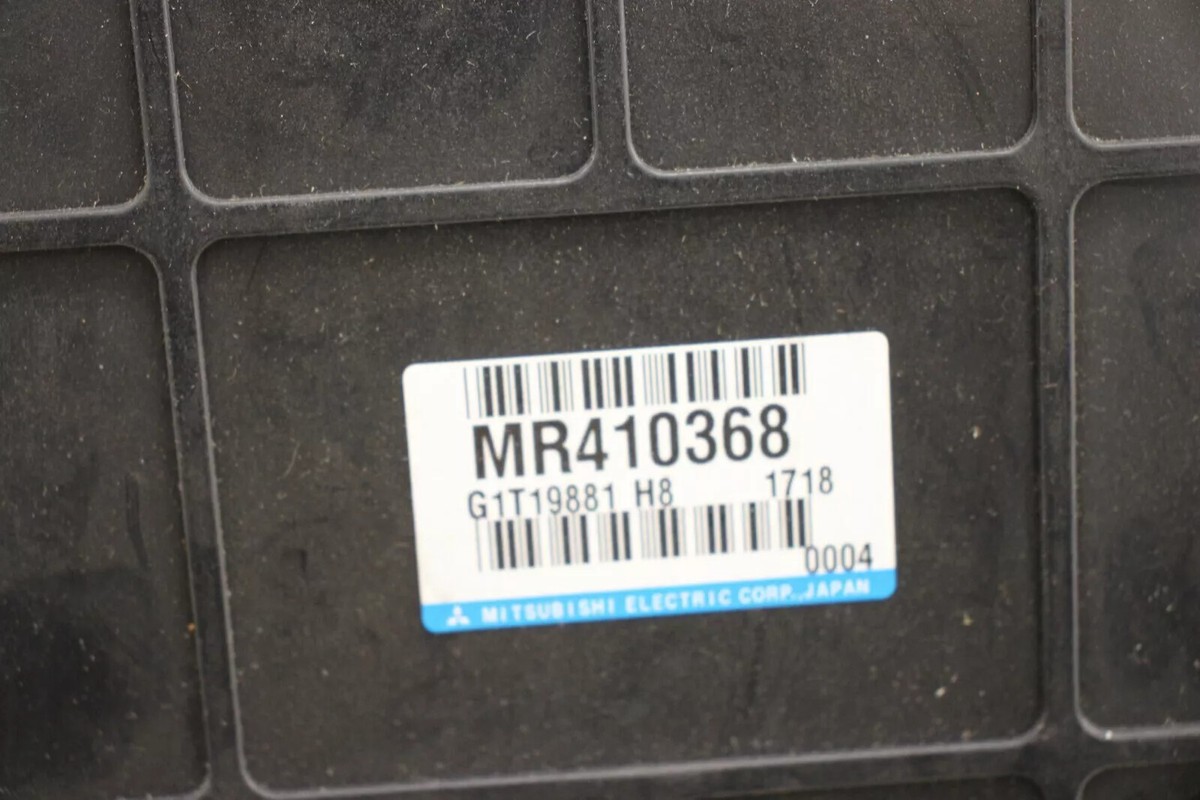 MR410368
G1T19881 H8 1718
0004
MITSUBISHI ELECTRIC CORP.,JAPAN